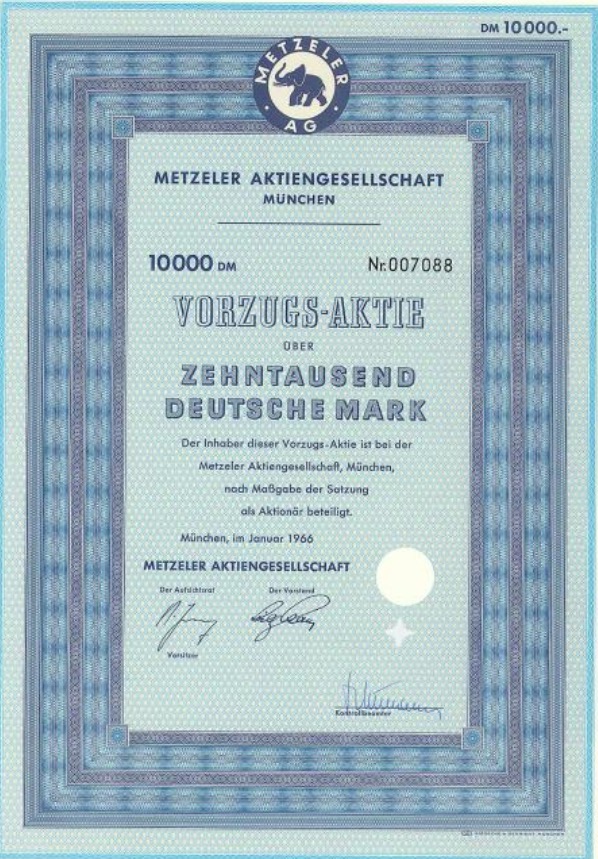 DM 10000.-
METZELER
AG
METZELER AKTIENGESELLSCHAFT
MÜNCHEN
10000 DM Nr.007088
VORZUGS-AKTIE
ÜBER
ZEHNTAUSEND
DEUTSCHE MARK
Der Inhaber dieser Vorzugs-Aktie ist bei der
Metzeler Aktiengesellschaft, München,
nach Maßgabe der Satzung
als Aktionär beteiligt.
München, im Januar 1966
METZELER AKTIENGESELLSCHAFT
Der Aufsichtsrat Der Vorstand
Vorsitzer
Kontrollbeamter